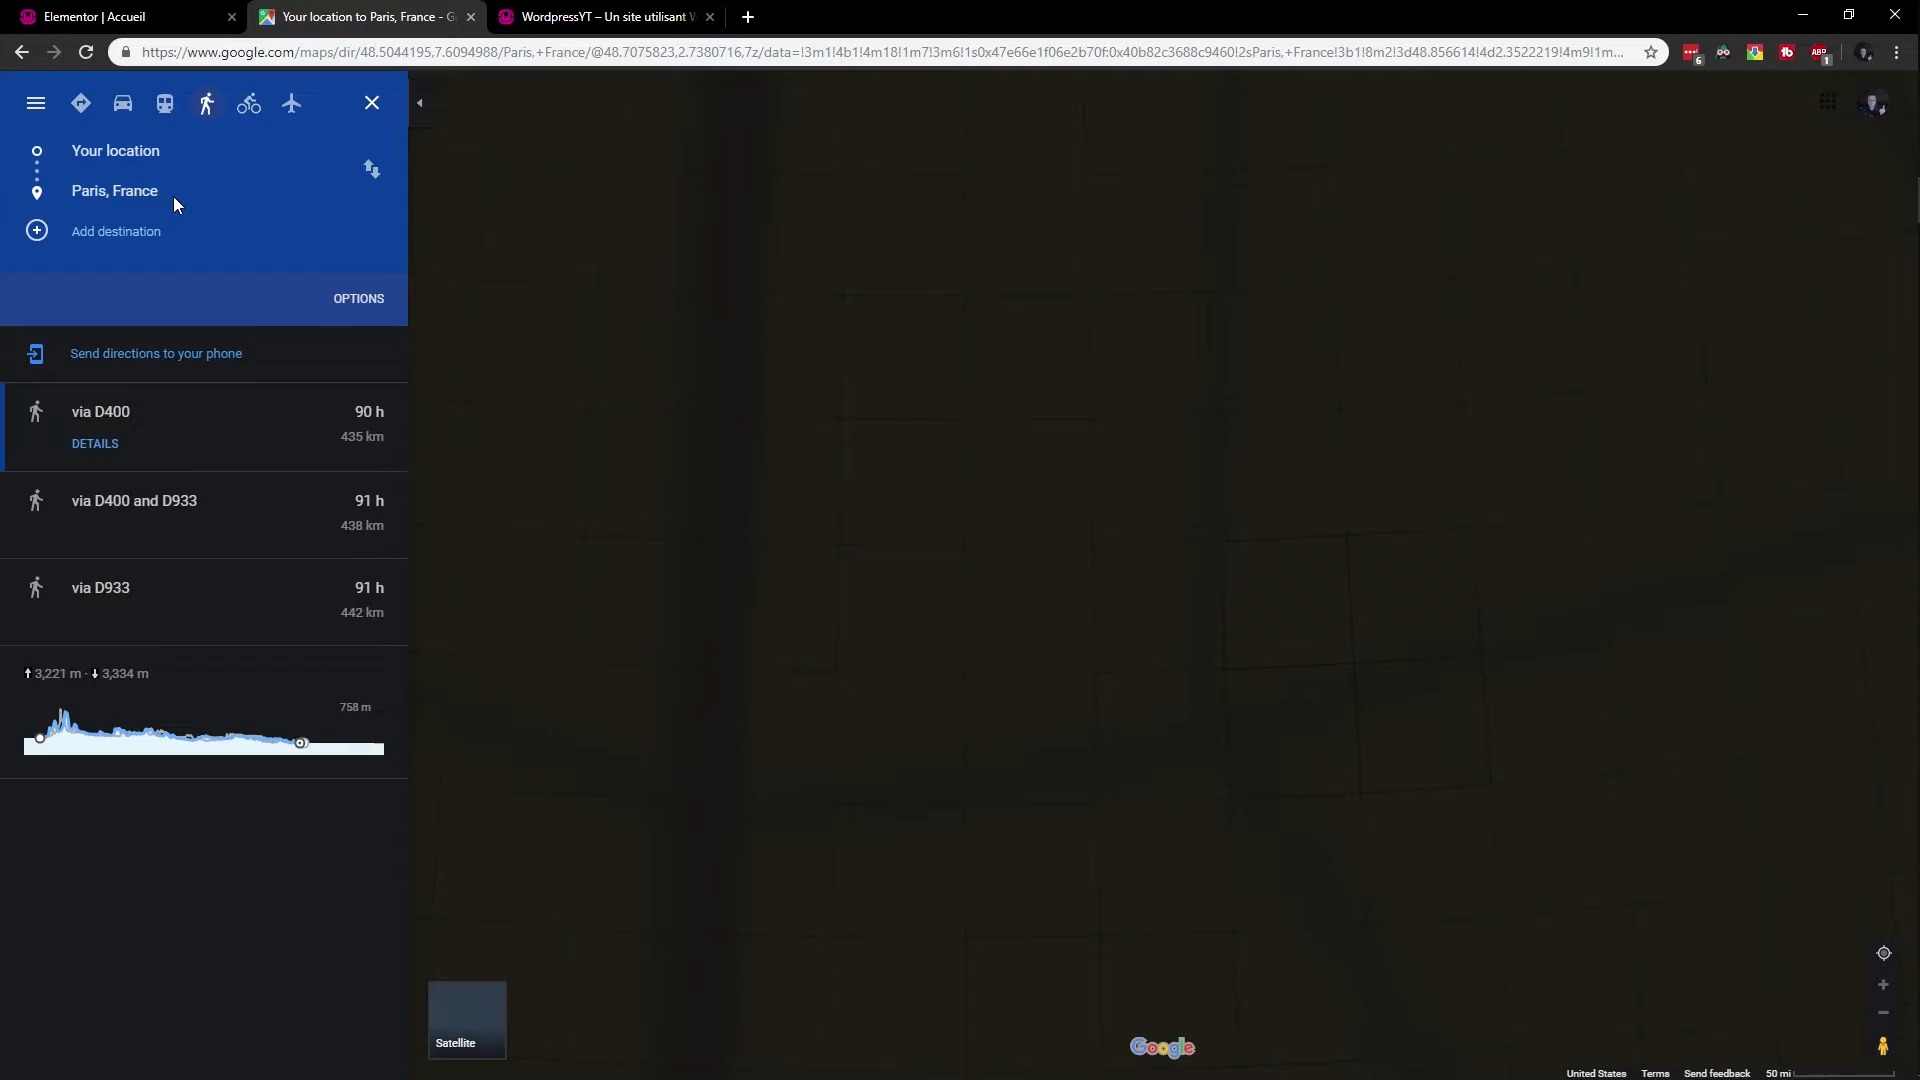 Elementor | Accueil
Your location to Paris, France - G
WordpressYT – Un site utilisant W
https://www.google.com/maps/dir/48.5044195,7.6094988/Paris,+France/@48.7075823,2.7380716,7z/data=!3m1!4b1!4m18!1m7!3m6!1s0x47e66e1f06e2b70f:0x40b82c3688c9460!2sParis,+France!3b1!8m2!3d48.856614!4d2.3522219!4m9!1m...
6
tb
ABP
1
Your location
Paris, France
Add destination
OPTIONS
Send directions to your phone
via D400
90 h
DETAILS
435 km
via D400 and D933
91 h
438 km
via D933
91 h
442 km
3,221 m · 3,334 m
758 m
Satellite
Google
United States Terms Send feedback 50 mi